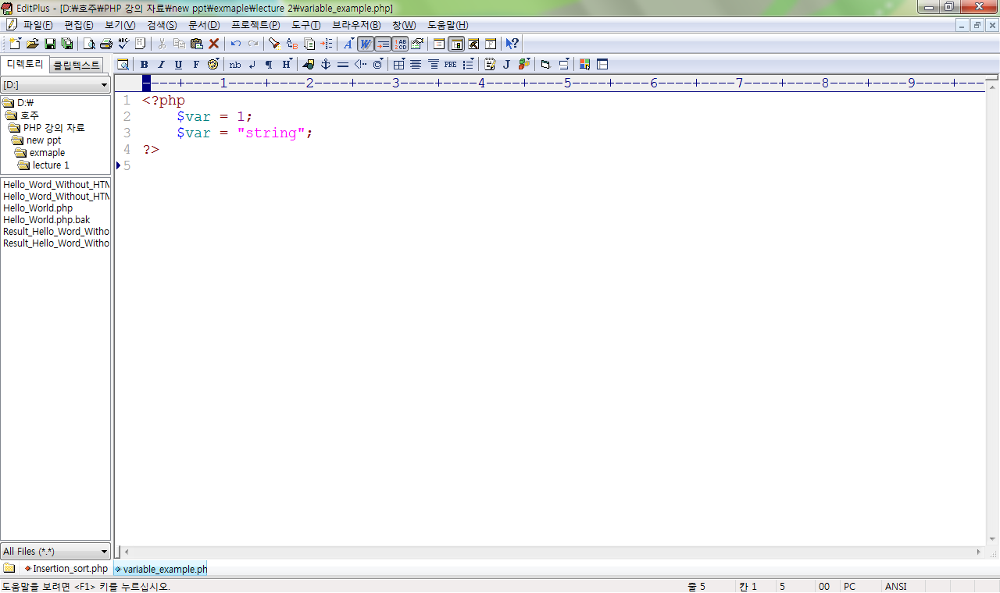 EditPlus - [D:\호주\PHP 강의 자료\new ppt\exmaple\lecture 2\variable_example.php]
파일(F) 편집(E) 보기(V) 검색(S) 문서(D) 프로젝트(P) 도구(T) 브라우저(B) 창(W) 도움말(H)
디렉토리 클립텍스트
B I U F nb ¶ H PRE J
[D:]
----+----1----+----2----+----3----+----4----+----5----+----6----+----7----+----8----+----9----+---
D:\
호주
PHP 강의 자료
new ppt
exmaple
lecture 1
1 <?php
2 $var = 1;
3 $var = "string";
4 ?>
5
Hello_Word_Without_HTM
Hello_Word_Without_HTM
Hello_World.php
Hello_World.php.bak
Result_Hello_Word_Witho
Result_Hello_Word_Witho
All Files (*.*)
Insertion_sort.php variable_example.ph
도움말을 보려면 <F1> 키를 누르십시오. 줄 5 칸 1 5 00 PC ANSI